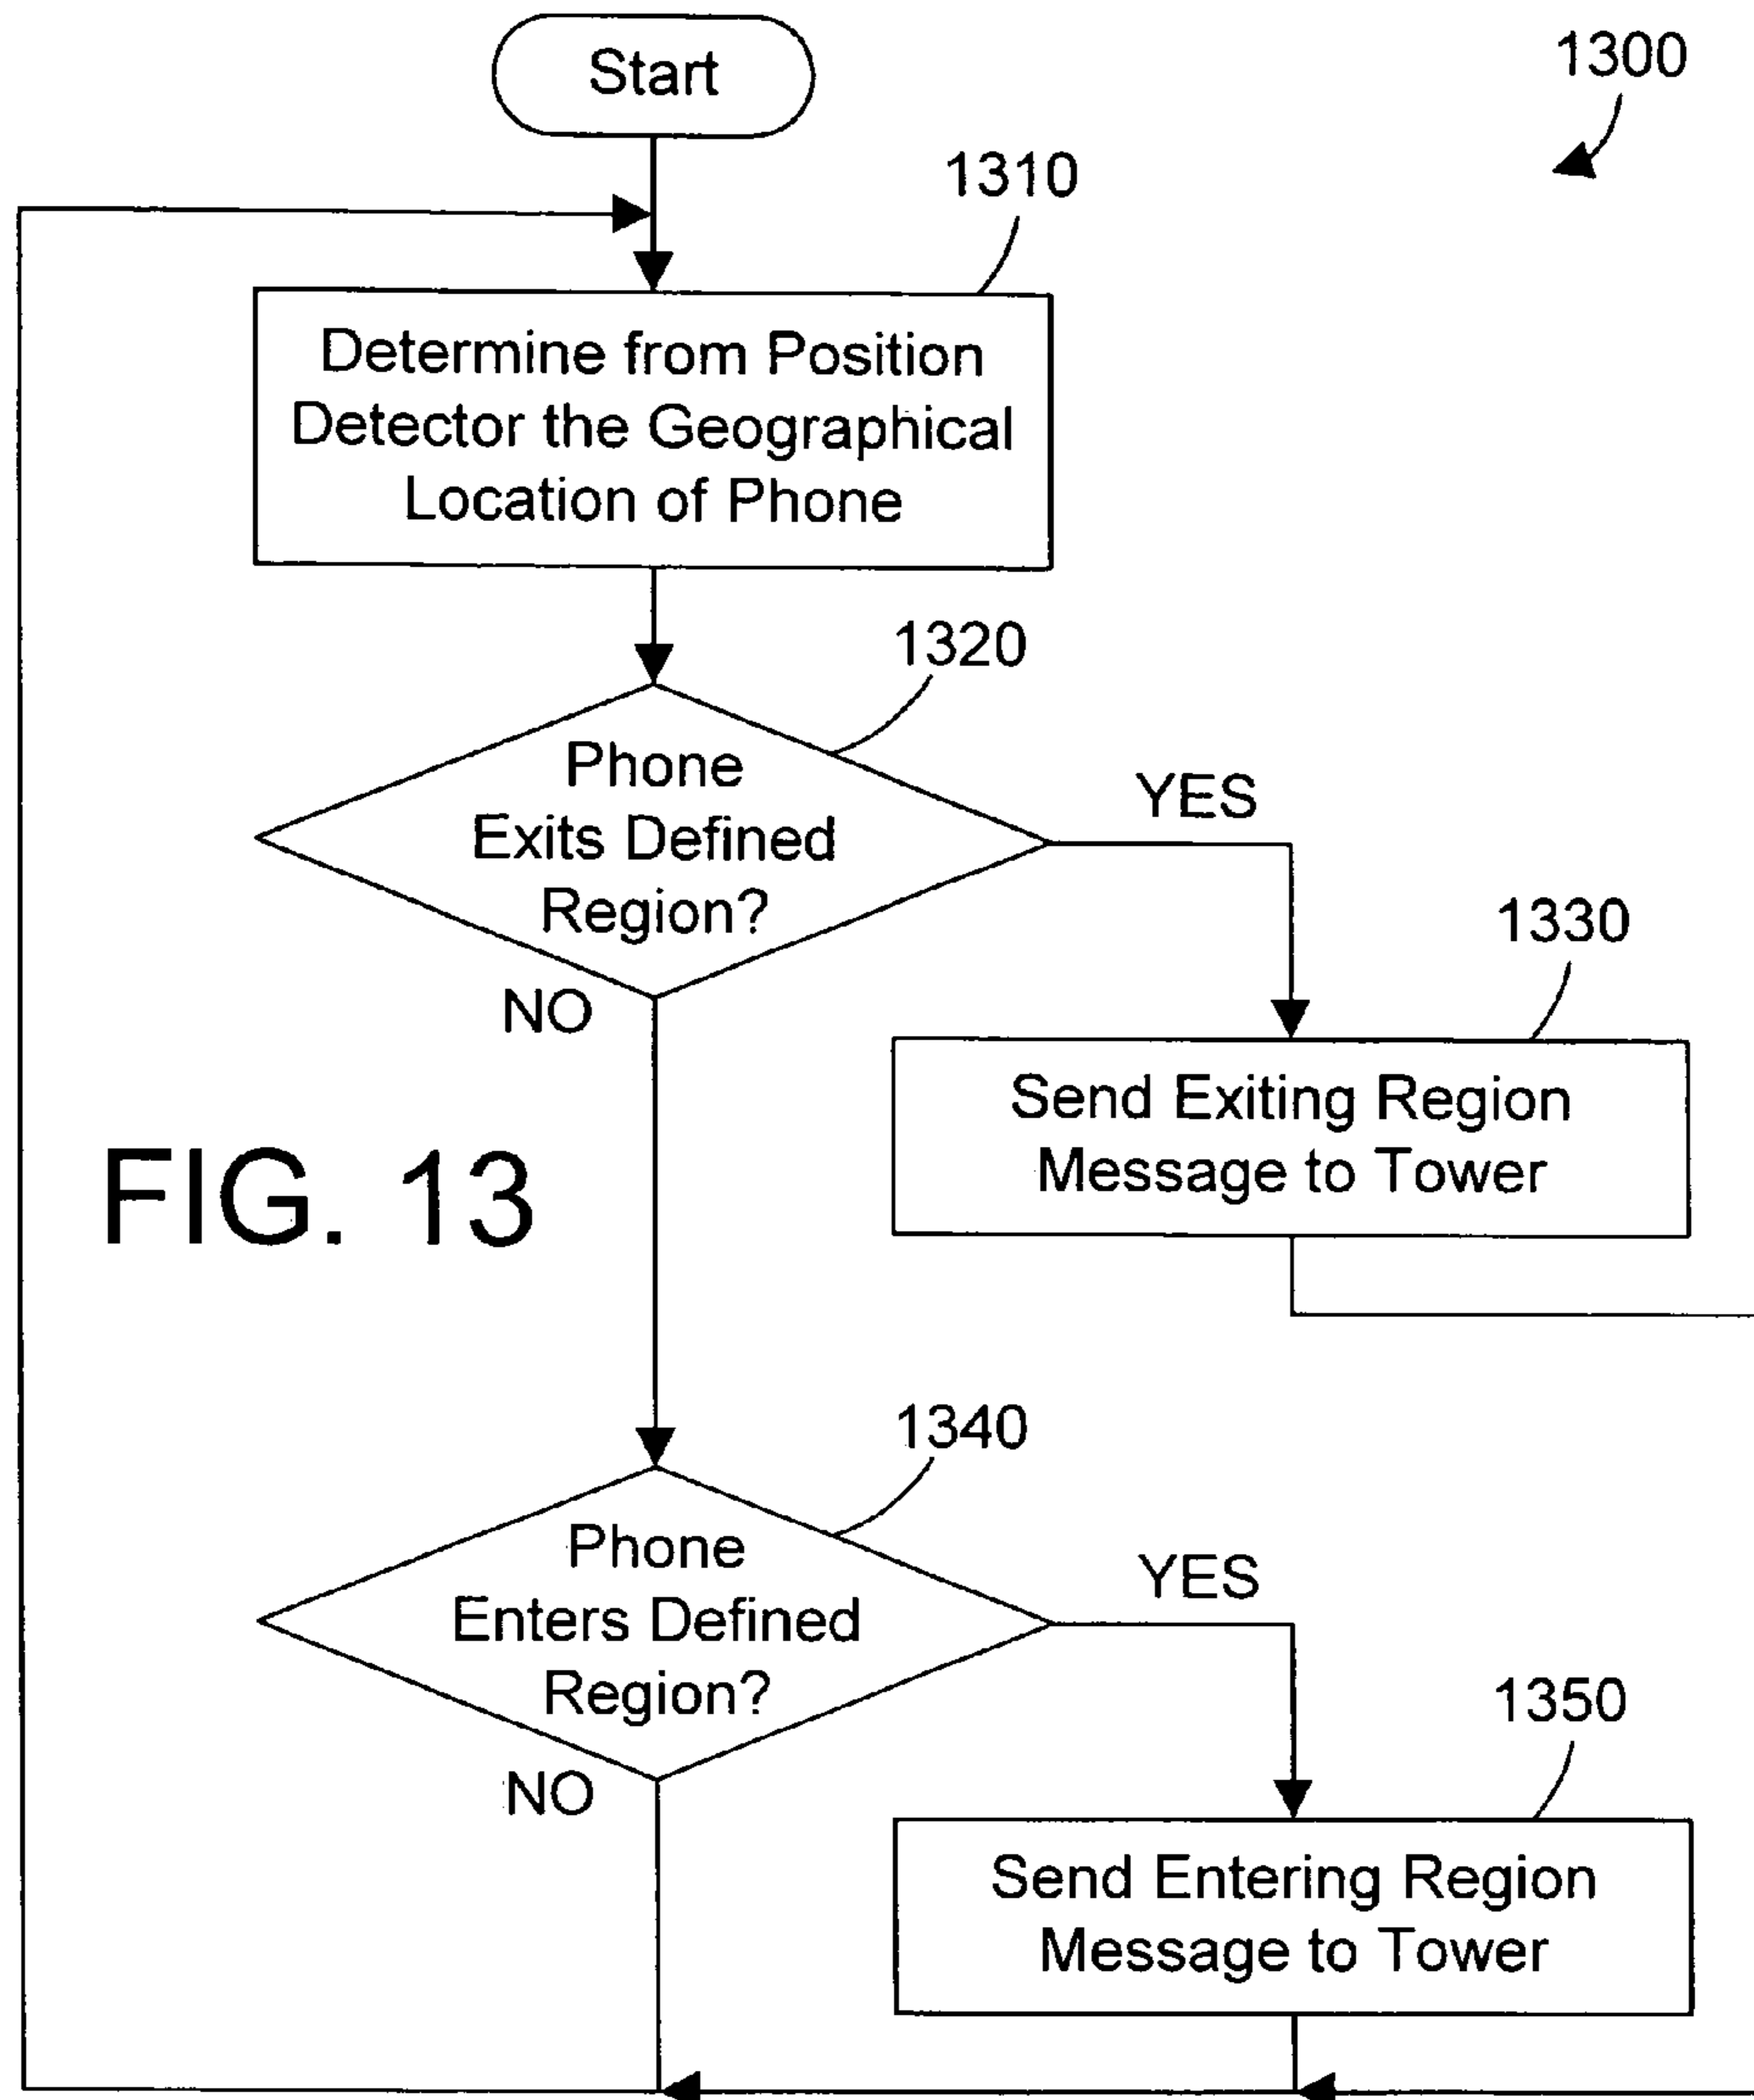 Start
1300
1310
Determine from Position
Detector the Geographical
Location of Phone
1320
Phone
Exits Defined
Region?
YES
NO
1330
Send Exiting Region
Message to Tower
FIG. 13
1340
Phone
Enters Defined
Region?
YES
NO
1350
Send Entering Region
Message to Tower